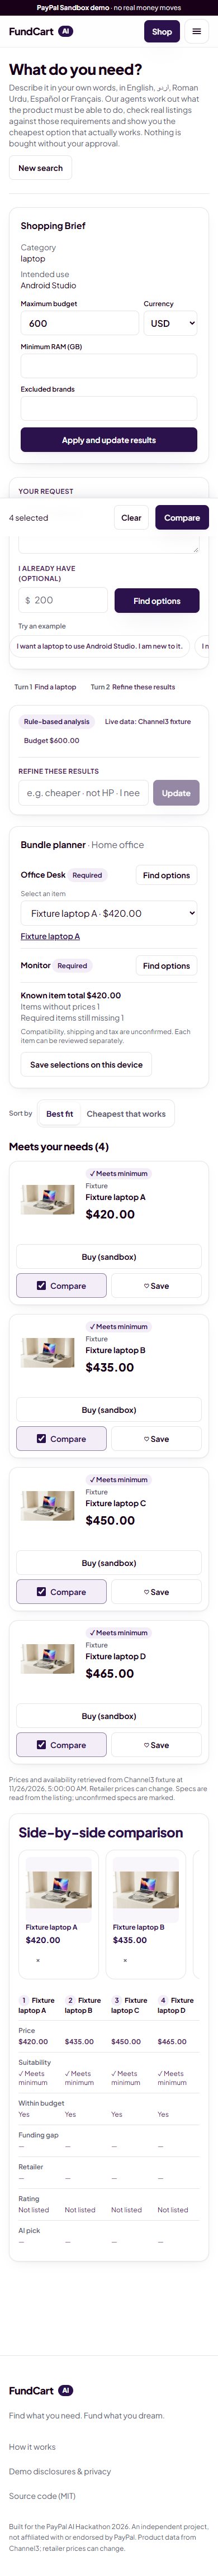 PayPal Sandbox demo · no real money moves
FundCart AI
Shop
What do you need?
Describe it in your own words, in English, اردو, Roman
Urdu, Español or Français. Our agents work out what
the product must do, find real listings, reject
those that miss your requirements and show you the
cheapest option that actually works. Nothing is
bought without your approval.
New search
Shopping Brief
Category
laptop
Intended use
Android Studio
Maximum budget
Currency
600
USD
Minimum RAM (GB)
Excluded brands
Apply and update results
YOUR REQUEST
4 selected
Clear
Compare
I ALREADY HAVE
(OPTIONAL)
$ 200
Find options
Try an example
I want a laptop to use Android Studio. I am new to it.
Turn 1 Find a laptop
Turn 2 Refine these results
Rule-based analysis
Live data: Channel3 fixture
Budget $600.00
REFINE THESE RESULTS
e.g. cheaper · not HP · I nee
Update
Bundle planner · Home office
Office Desk Required
Find options
Select an item
Fixture laptop A · $420.00
Fixture laptop A
Monitor Required
Find options
Known item total $420.00
Items without prices 1
Required items still missing 1
Compatibility, shipping and tax are unconfirmed. Each
item can be reviewed separately.
Save selections on this device
Sort by
Best fit
Cheapest that works
Meets your needs (4)
✓ Meets minimum
Fixture
Fixture laptop A
$420.00
Buy (sandbox)
Compare
♡ Save
✓ Meets minimum
Fixture
Fixture laptop B
$435.00
Buy (sandbox)
Compare
♡ Save
✓ Meets minimum
Fixture
Fixture laptop C
$450.00
Buy (sandbox)
Compare
♡ Save
✓ Meets minimum
Fixture
Fixture laptop D
$465.00
Buy (sandbox)
Compare
♡ Save
Prices and availability retrieved from Channel3 fixture at
11/26/2026, 5:00:00 AM. Retailer prices can change. Specs are
read from the listing; unconfirmed specs are marked.
Side-by-side comparison
Fixture laptop A
$420.00
×
Fixture laptop B
$435.00
×
1 Fixture laptop A
2 Fixture laptop B
3 Fixture laptop C
4 Fixture laptop D
Price
$420.00 $435.00 $450.00 $465.00
Suitability
✓ Meets minimum
✓ Meets minimum
✓ Meets minimum
✓ Meets minimum
Within budget
Yes Yes Yes Yes
Funding gap
— — — —
Retailer
— — — —
Rating
Not listed Not listed Not listed Not listed
AI pick
— — — —
FundCart AI
Find what you need. Fund what you dream.
How it works
Demo disclosures & privacy
Source code (MIT)
Built for the PayPal AI Hackathon 2026. An independent project,
not affiliated with or endorsed by PayPal. Product data from
Channel3; retailer prices can change.